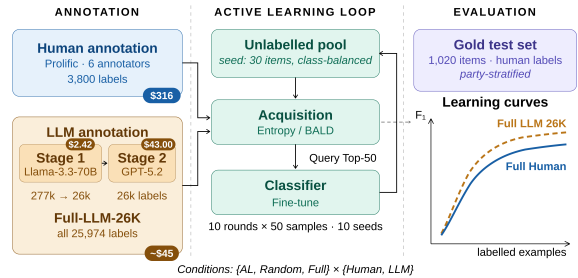 ANNOTATION
Human annotation
Prolific · 6 annotators
3,800 labels
$316
LLM annotation
$2.42
$43.00
Stage 1
Llama-3.3-70B
Stage 2
GPT-5.2
277k → 26k
26k labels
Full-LLM-26K
all 25,974 labels
~$45
ACTIVE LEARNING LOOP
Unlabelled pool
seed: 30 items, class-balanced
Acquisition
Entropy / BALD
Query Top-50
Classifier
Fine-tune
10 rounds × 50 samples · 10 seeds
EVALUATION
Gold test set
1,020 items · human labels
party-stratified
Learning curves
F1
Full LLM 26K
Full Human
labelled examples
Conditions: {AL, Random, Full} × {Human, LLM}